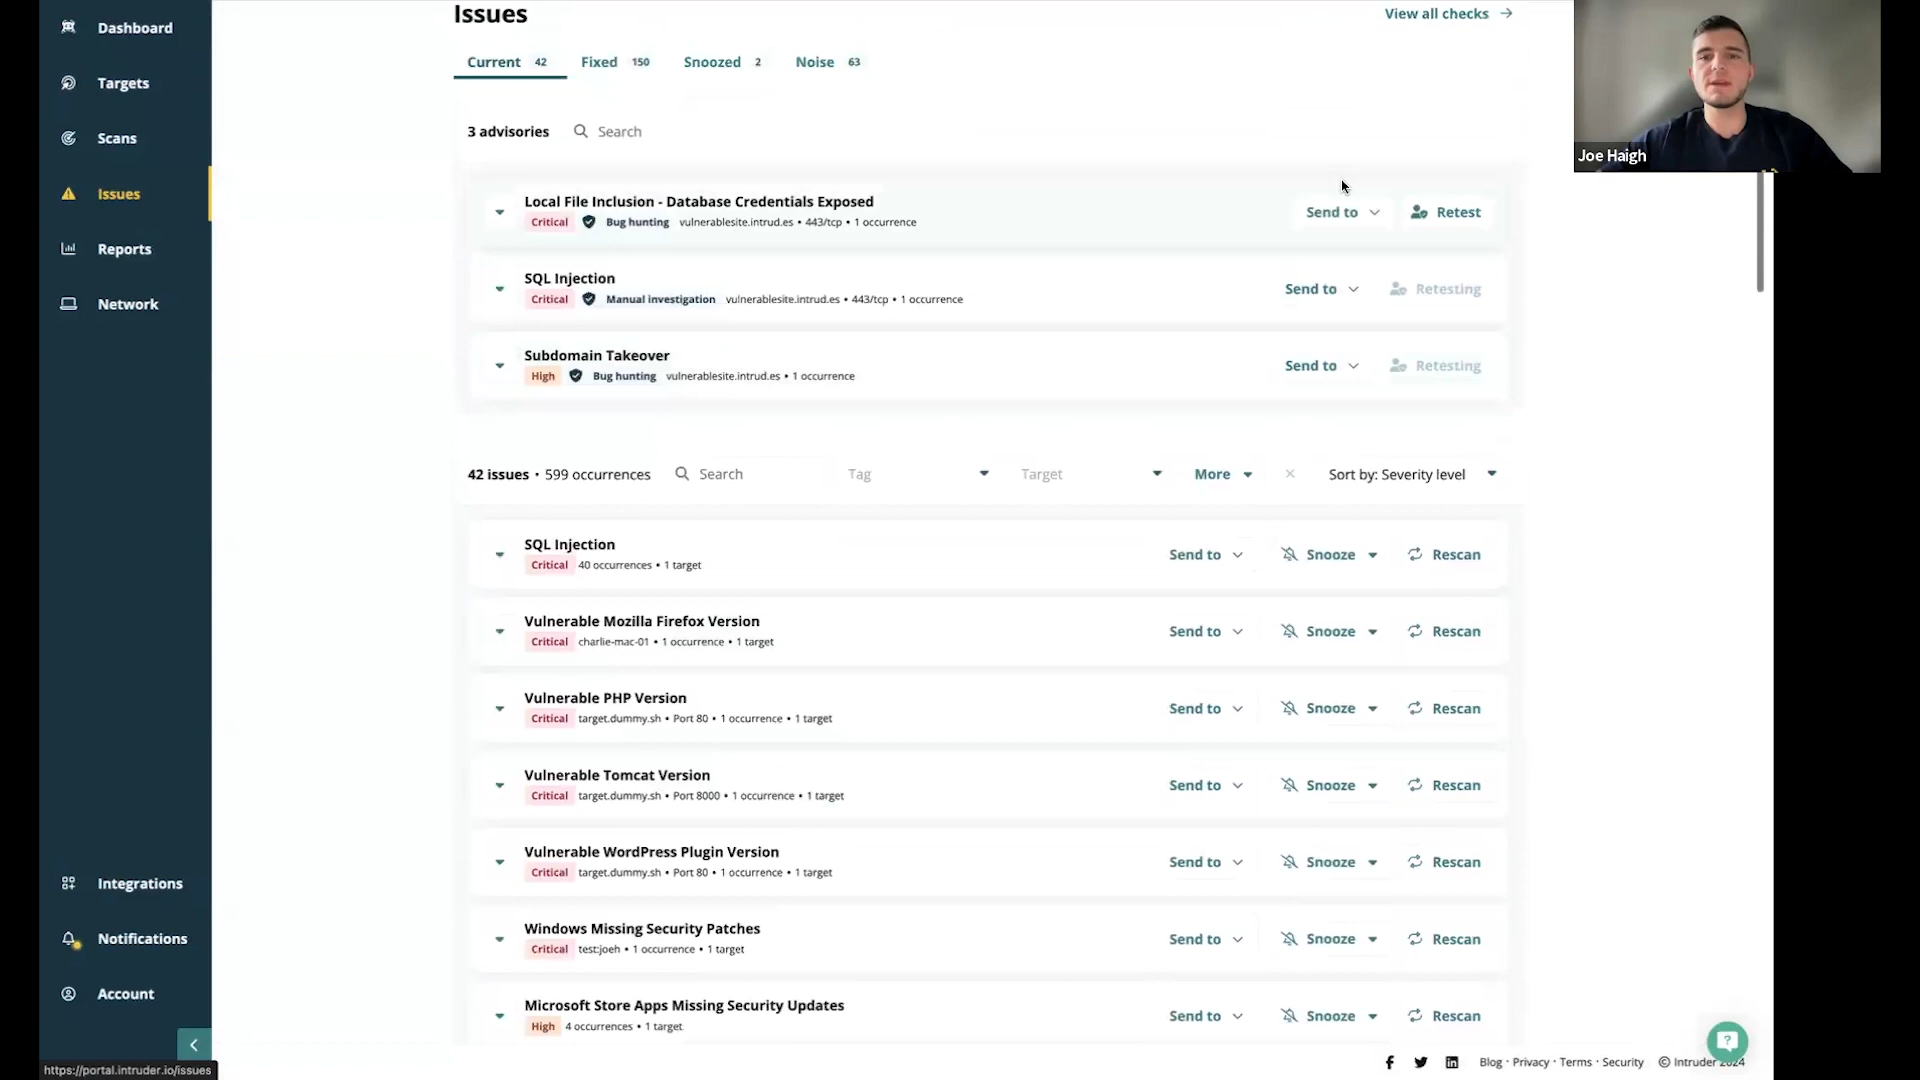 Dashboard
Targets
Scans
Issues
Reports
Network
Integrations
Notifications
Account
https://portal.intruder.io/issues
Issues
View all checks
Current 42 Fixed 150 Snoozed 2 Noise 63
3 advisories Search
Local File Inclusion - Database Credentials Exposed
Critical Bug hunting vulnerablesite.intrud.es • 443/tcp • 1 occurrence
Send to Retest
SQL Injection
Critical Manual investigation vulnerablesite.intrud.es • 443/tcp • 1 occurrence
Send to Retesting
Subdomain Takeover
High Bug hunting vulnerablesite.intrud.es • 1 occurrence
Send to Retesting
42 issues • 599 occurrences Search Tag Target More Sort by: Severity level
SQL Injection
Critical 40 occurrences • 1 target
Send to Snooze Rescan
Vulnerable Mozilla Firefox Version
Critical charlie-mac-01 • 1 occurrence • 1 target
Send to Snooze Rescan
Vulnerable PHP Version
Critical target.dummy.sh • Port 80 • 1 occurrence • 1 target
Send to Snooze Rescan
Vulnerable Tomcat Version
Critical target.dummy.sh • Port 8000 • 1 occurrence • 1 target
Send to Snooze Rescan
Vulnerable WordPress Plugin Version
Critical target.dummy.sh • Port 80 • 1 occurrence • 1 target
Send to Snooze Rescan
Windows Missing Security Patches
Critical test:joeh • 1 occurrence • 1 target
Send to Snooze Rescan
Microsoft Store Apps Missing Security Updates
High 4 occurrences • 1 target
Send to Snooze Rescan
Blog · Privacy · Terms · Security © Intruder 2024
Joe Haigh